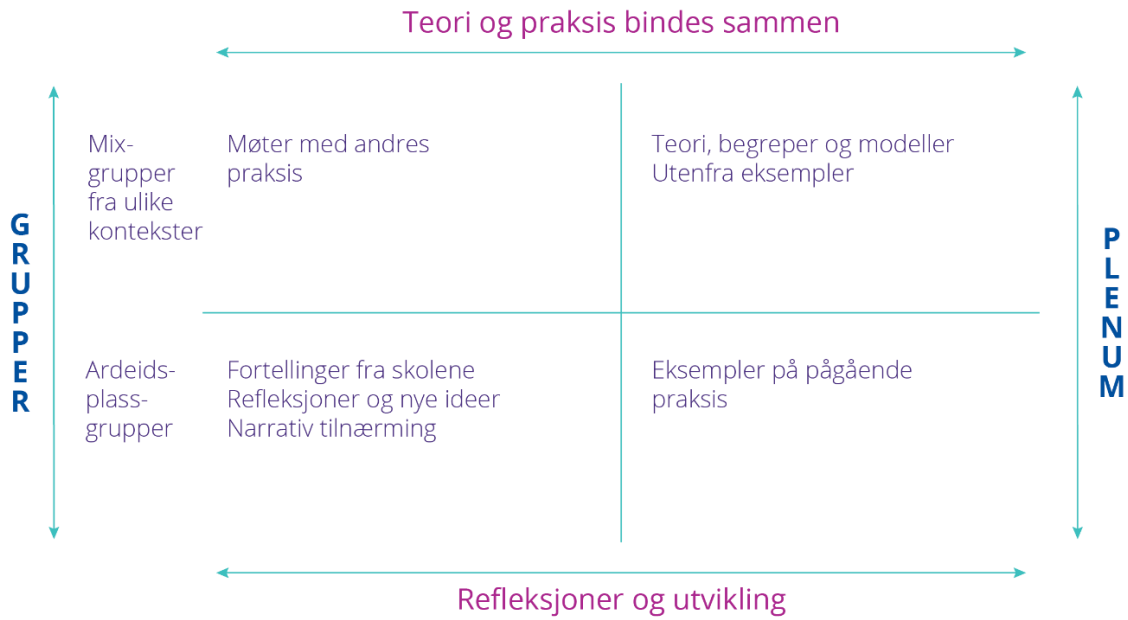 Teori og praksis bindes sammen
GRUPPER
Mix-
grupper
fra ulike
kontekster
Møter med andres
praksis
Teori, begreper og modeller
Utenfra eksempler
PLENUM
Ardeids-
plass-
grupper
Fortellinger fra skolene
Refleksjoner og nye ideer
Narrativ tilnærming
Eksempler på pågående
praksis
Refleksjoner og utvikling